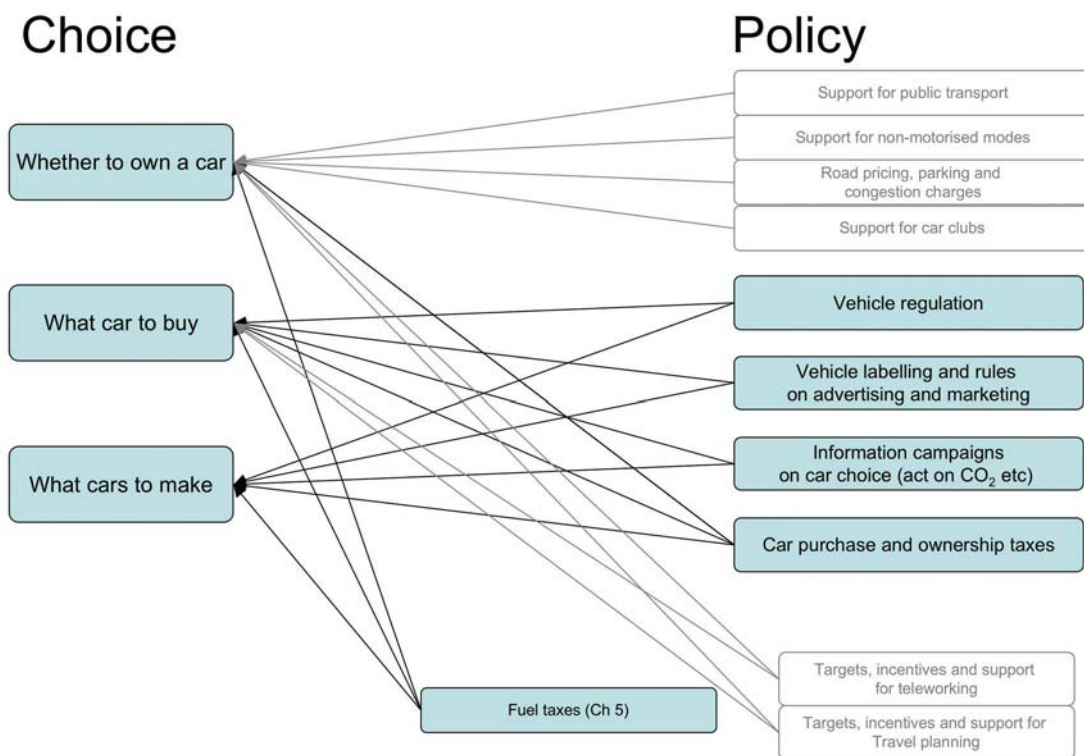 Choice
Policy
Support for public transport
Whether to own a car
Support for non-motorised modes
Road pricing, parking and
congestion charges
Support for car clubs
What car to buy
Vehicle regulation
Vehicle labelling and rules
on advertising and marketing
What cars to make
Information campaigns
on car choice (act on CO₂ etc)
Car purchase and ownership taxes
Targets, incentives and support
for teleworking
Fuel taxes (Ch 5)
Targets, incentives and support for
Travel planning